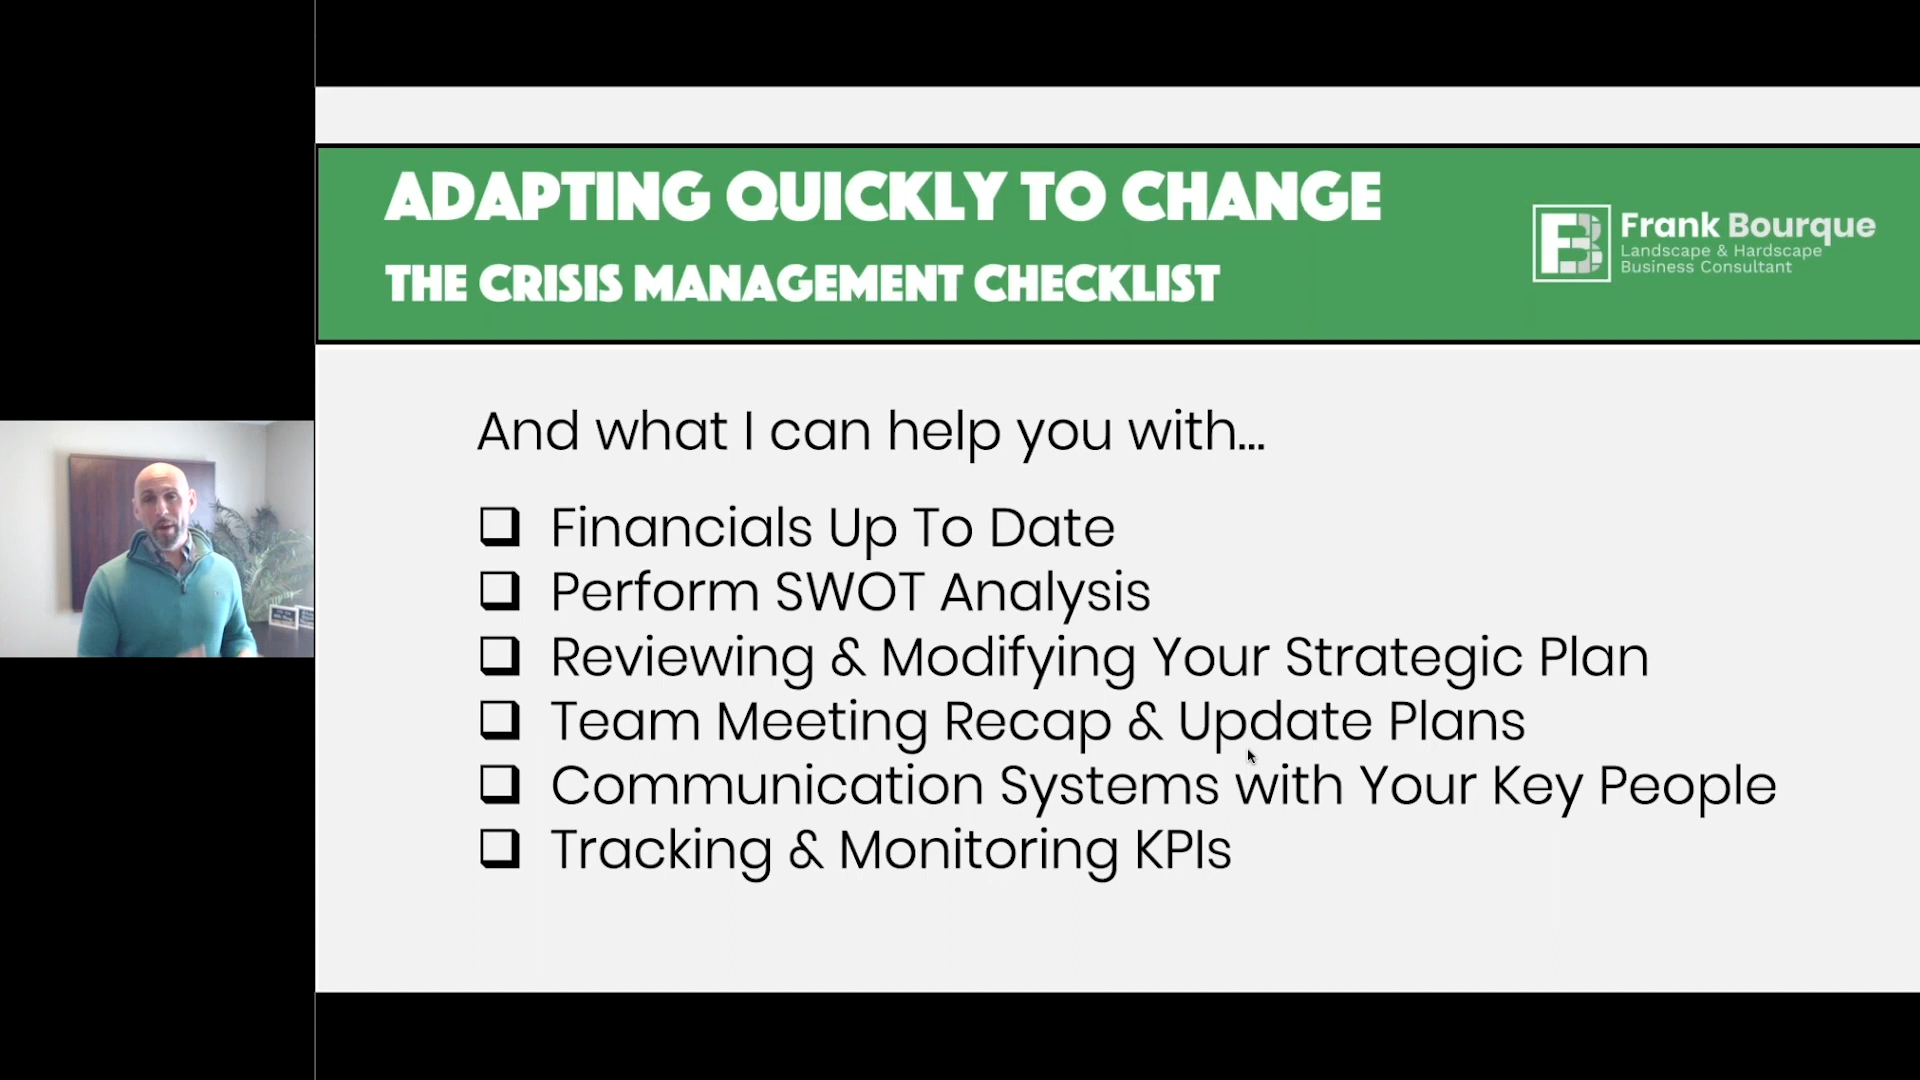 ADAPTING QUICKLY TO CHANGE
THE CRISIS MANAGEMENT CHECKLIST
FB
Frank Bourque
Landscape & Hardscape
Business Consultant
And what I can help you with...
Financials Up To Date
Perform SWOT Analysis
Reviewing & Modifying Your Strategic Plan
Team Meeting Recap & Update Plans
Communication Systems with Your Key People
Tracking & Monitoring KPIs